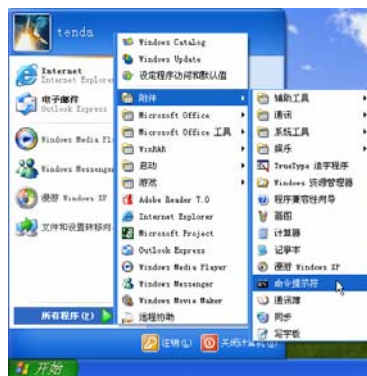 tenda
Internet
Internet Explore
电子邮件
Outlook Express
Windows Media Pl
Windows Messenger
漫游 Windows XP
文件和设置转移向
所有程序(P)
Windows Catalog
Windows Update
设定程序访问和默认值
附件
Microsoft Office
Microsoft Office 工具
WinRAR
启动
游戏
Adobe Reader 7.0
Internet Explorer
Microsoft Project
Outlook Express
Windows Media Player
Windows Messenger
Windows Movie Maker
远程协助
辅助工具
通讯
系统工具
娱乐
TrueType 造字程序
Windows 资源管理器
程序兼容性向导
画图
计算器
记事本
漫游 Windows XP
命令提示符
通讯簿
同步
写字板
注销(L)
关闭计算机(U)
开始